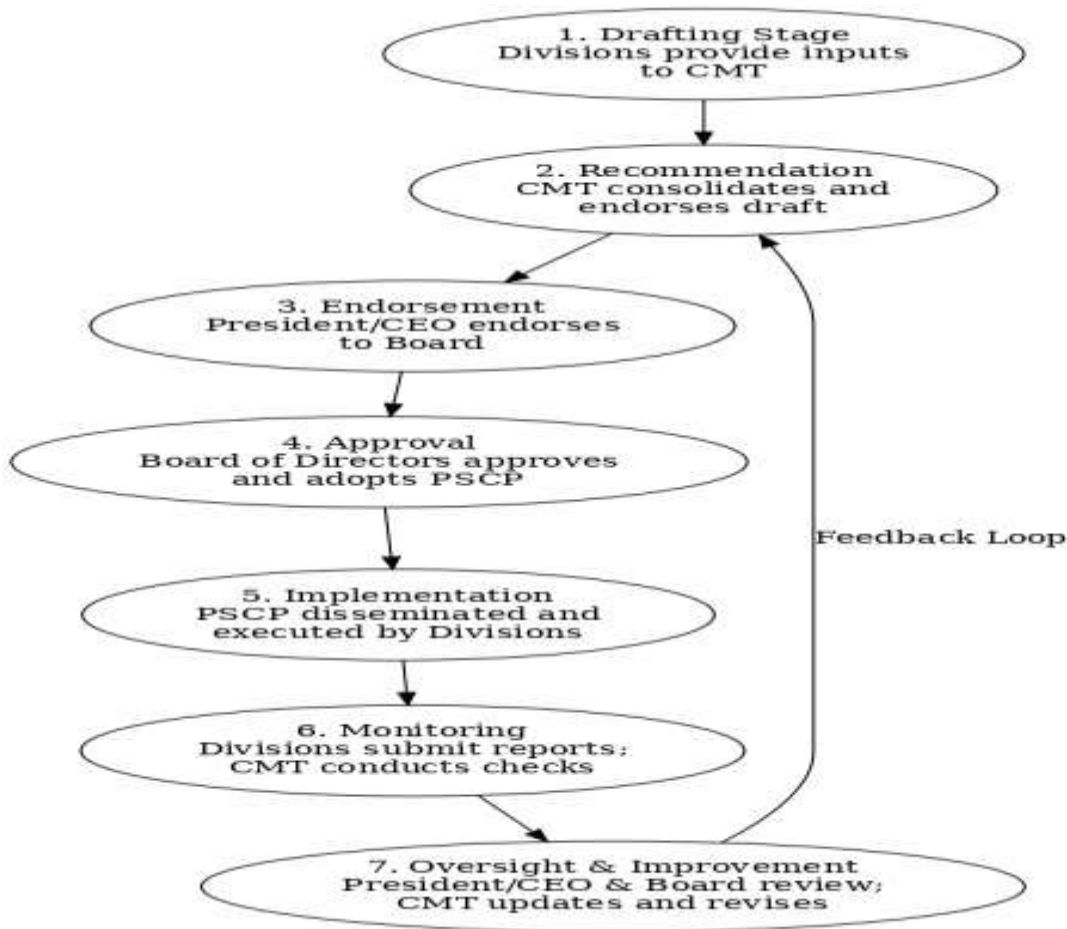 1. Drafting Stage
Divisions provide inputs
to CMT
2. Recommendation
CMT consolidates and
endorses draft
3. Endorsement
President/CEO endorses
to Board
4. Approval
Board of Directors approves
and adopts PSCP
Feedback Loop
5. Implementation
PSCP disseminated and
executed by Divisions
6. Monitoring
Divisions submit reports;
CMT conducts checks
7. Oversight & Improvement
President/CEO & Board review;
CMT updates and revises